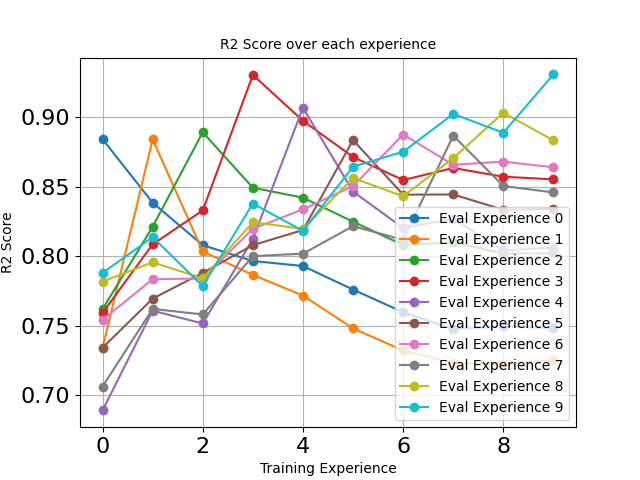 R2 Score over each experience
R2 Score
0.90
0.85
0.80
0.75
0.70
0
2
4
6
8
Training Experience
Eval Experience 0
Eval Experience 1
Eval Experience 2
Eval Experience 3
Eval Experience 4
Eval Experience 5
Eval Experience 6
Eval Experience 7
Eval Experience 8
Eval Experience 9